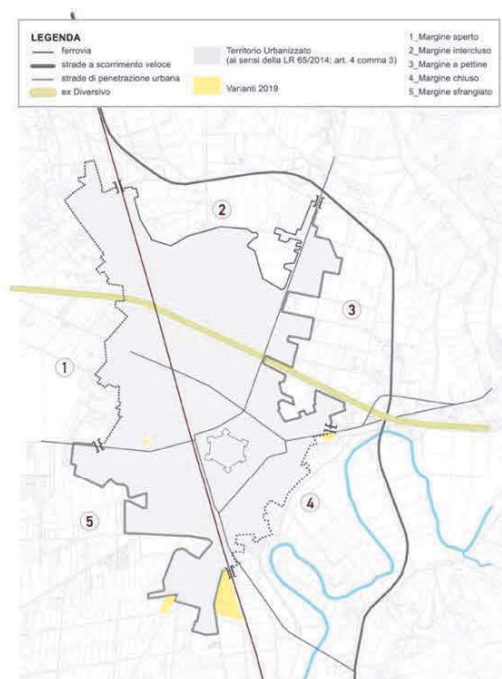 LEGENDA
ferrovia
strade a scorrimento veloce
strade di penetrazione urbana
ex Diversivo
Territorio Urbanizzato
(ai sensi della LR 65/2014; art. 4 comma 3)
Varianti 2019
1_Margine aperto
2_Margine intercluso
3_Margine a pettine
4_Margine chiuso
5_Margine sfrangiato
2
3
1
4
5